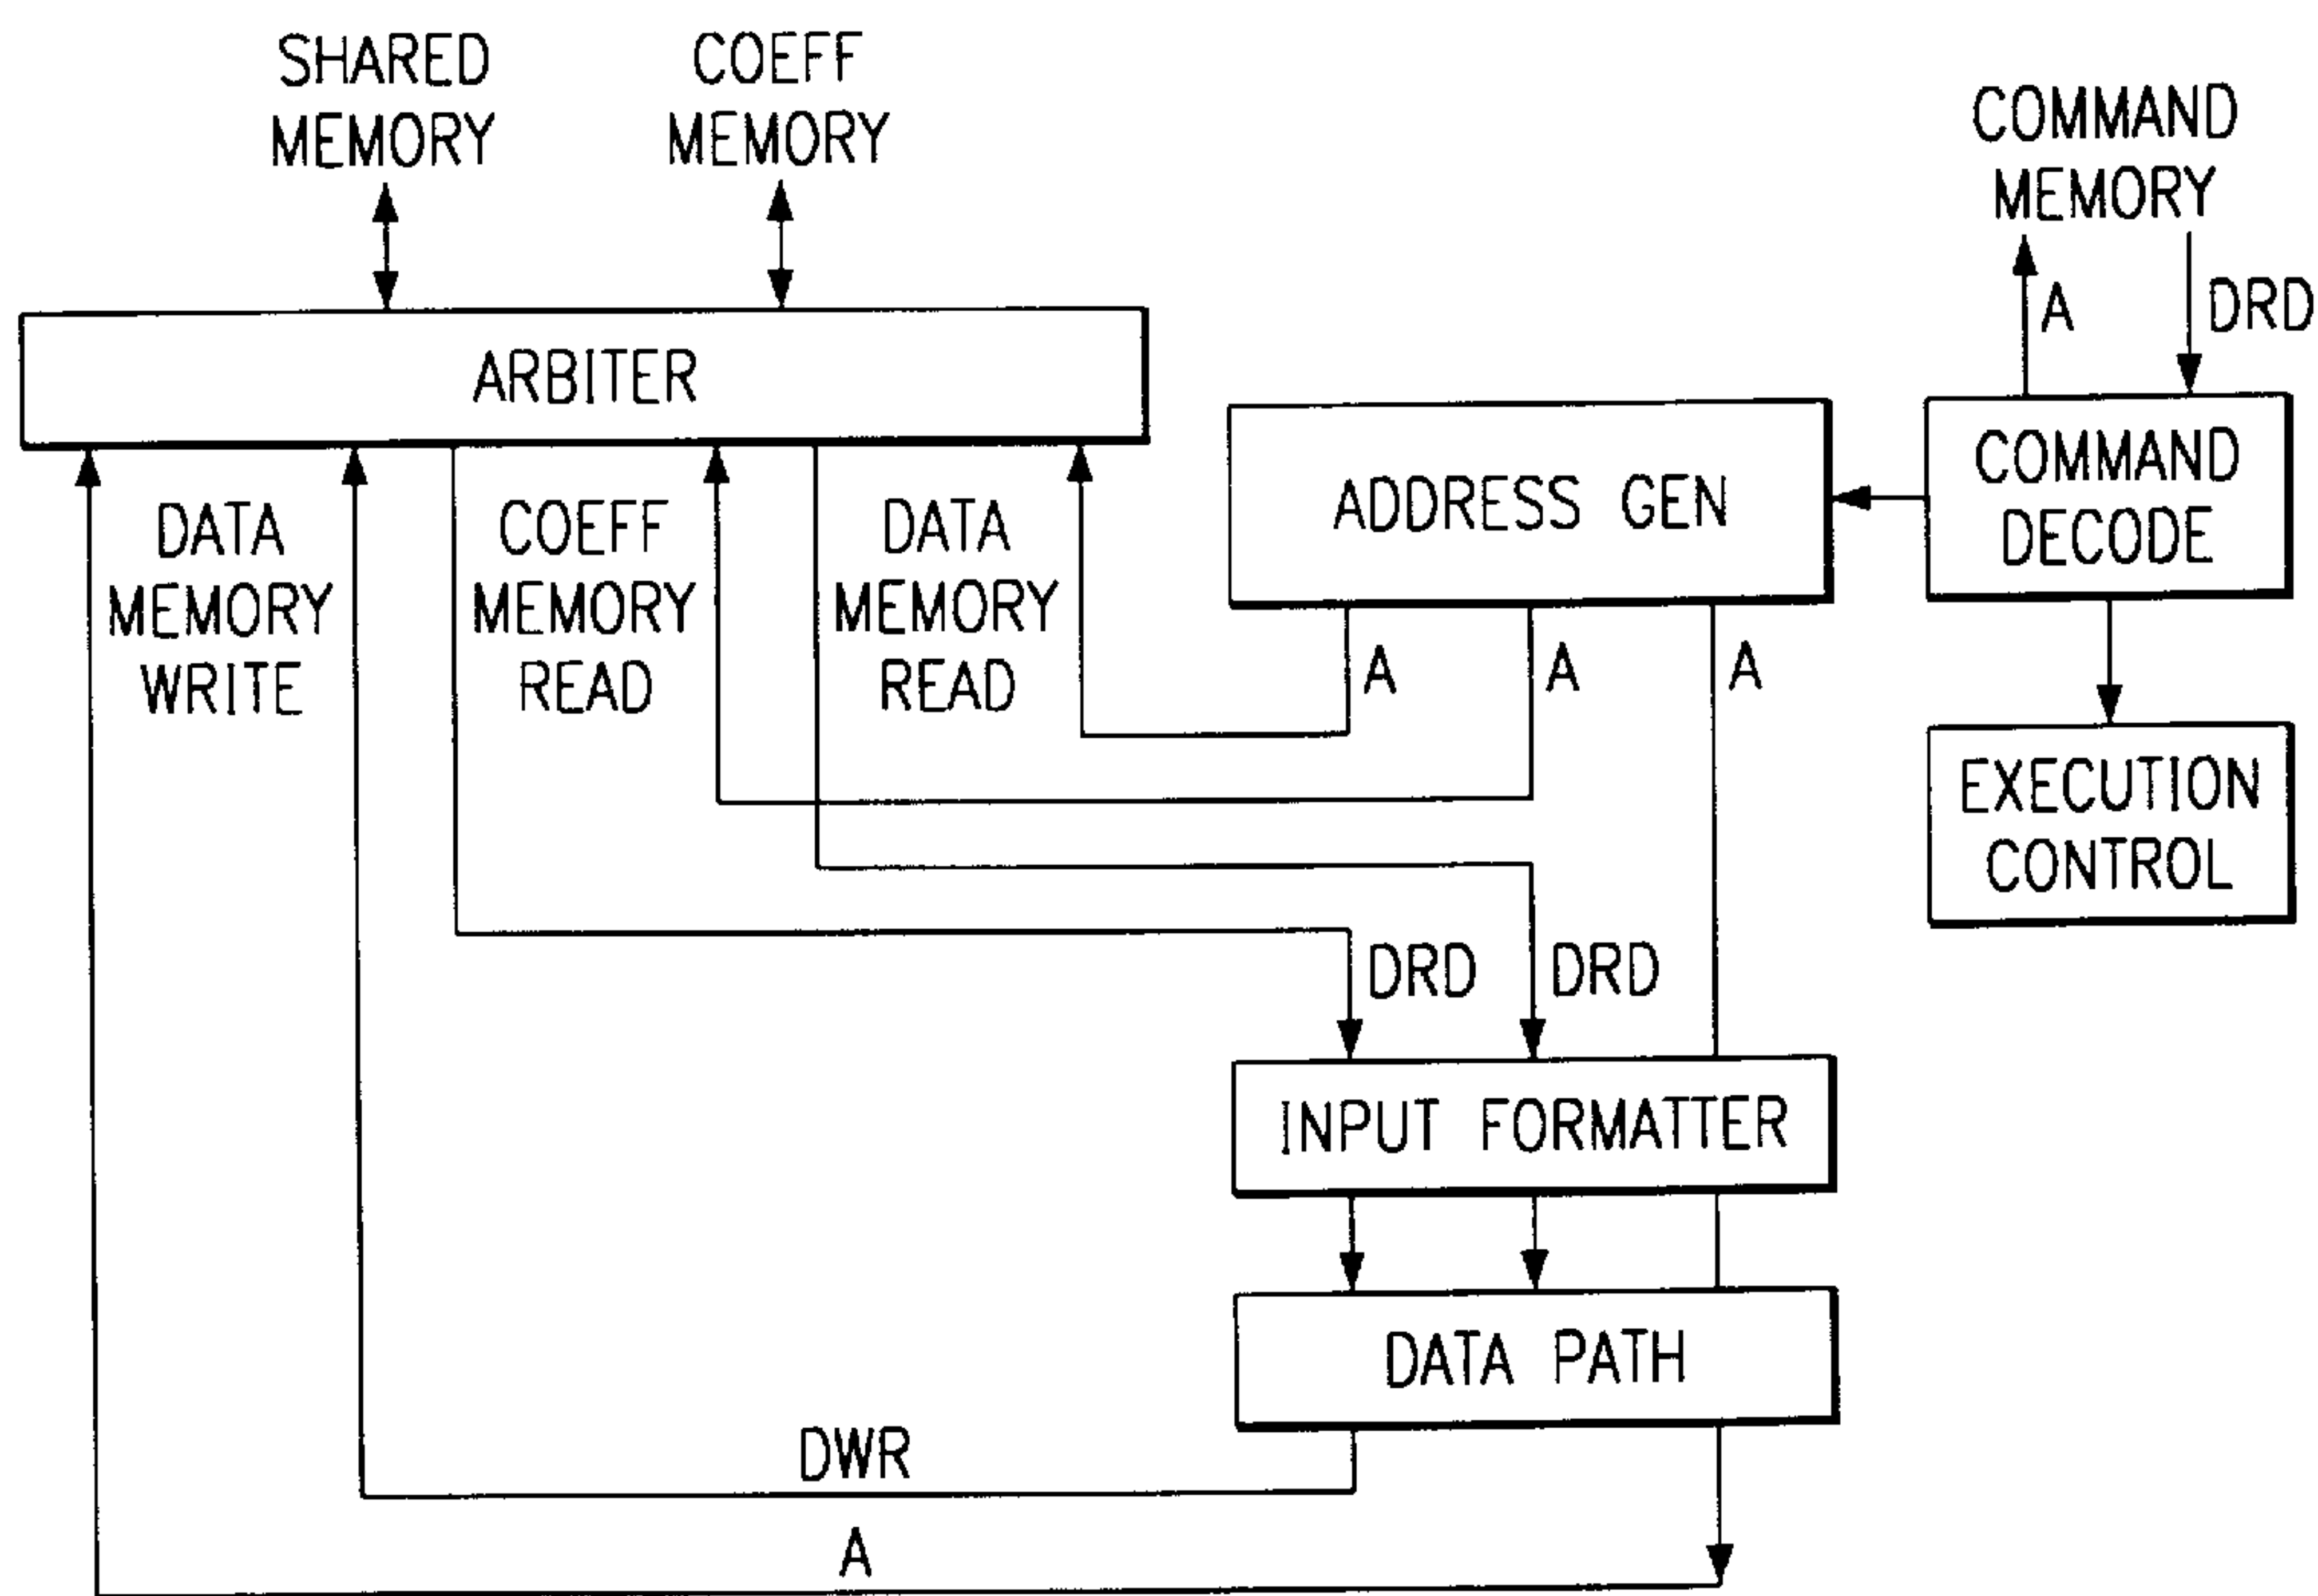 SHARED
MEMORY
COEFF
MEMORY
COMMAND
MEMORY
A
DRD
ARBITER
ADDRESS GEN
COMMAND
DECODE
DATA
MEMORY
WRITE
COEFF
MEMORY
READ
DATA
MEMORY
READ
A
A
A
EXECUTION
CONTROL
DRD
DRD
INPUT FORMATTER
DATA PATH
DWR
A